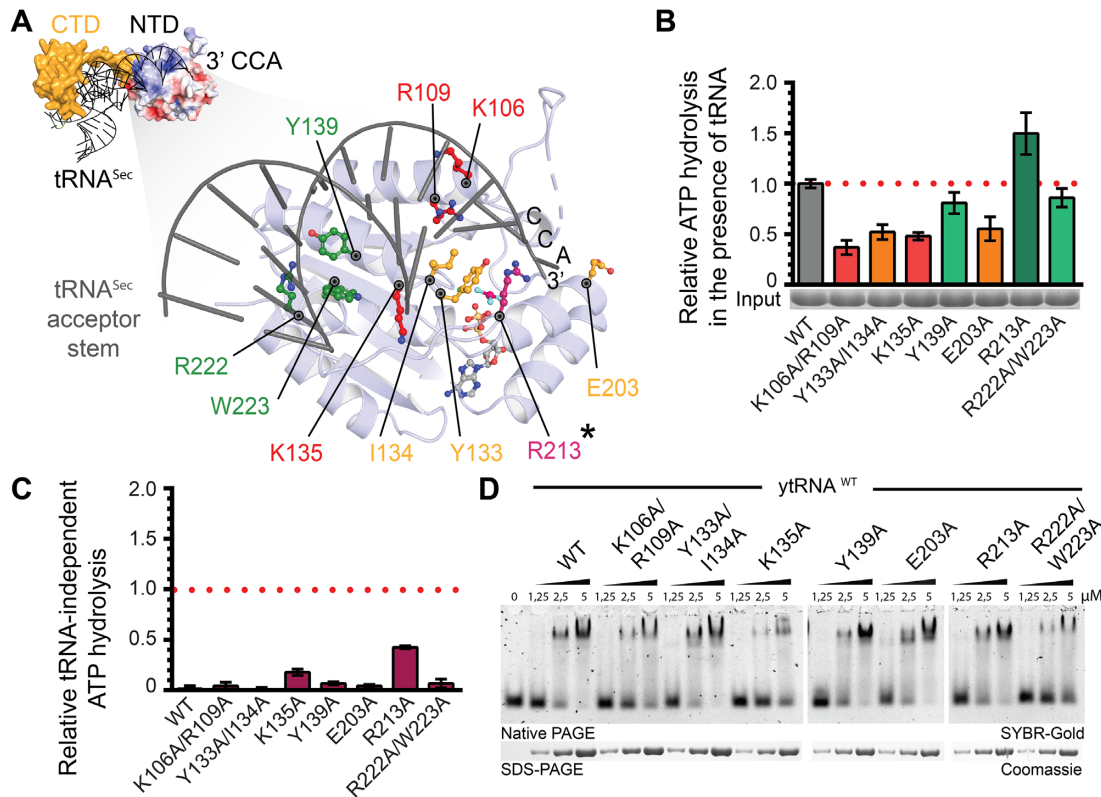 A
CTD
NTD
3' CCA
tRNA^Sec
R109
K106
Y139
C
C
A
3'
tRNA^Sec
acceptor
stem
R222
W223
K135
I134
Y133
R213
*
E203
B
Relative ATP hydrolysis
in the presence of tRNA
2.0
1.5
1.0
0.5
0
Input
WT
K106A/R109A
Y133A/I134A
K135A
Y139A
E203A
R213A
R222A/W223A
C
Relative tRNA-independent
ATP hydrolysis
2.0
1.5
1.0
0.5
0
WT
K106A/R109A
Y133A/I134A
K135A
Y139A
E203A
R213A
R222A/W223A
D
ytRNA ^WT
WT
K106A/
R109A
Y133A/
I134A
K135A
Y139A
E203A
R213A
R222A/
W223A
0 1,25 2,5 5 1,25 2,5 5 1,25 2,5 5 1,25 2,5 5 1,25 2,5 5 1,25 2,5 5 1,25 2,5 5 1,25 2,5 5 μM
Native PAGE
SYBR-Gold
SDS-PAGE
Coomassie